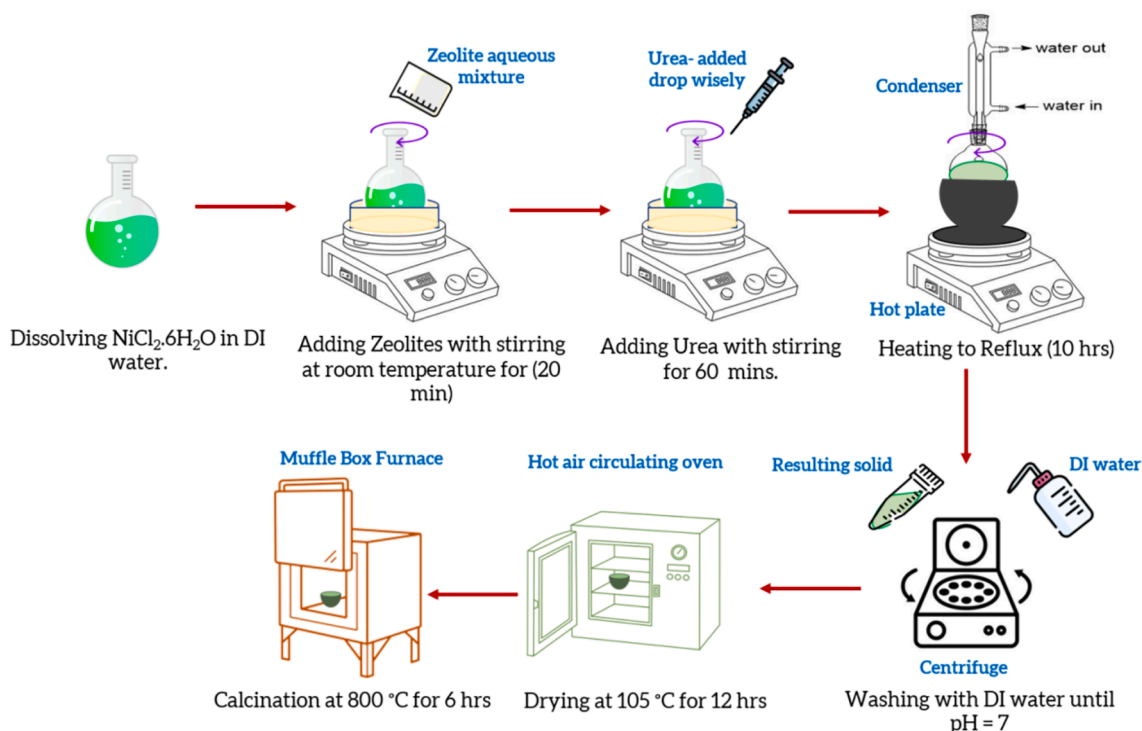 Zeolite aqueous
mixture
Urea- added
drop wisely
Condenser
water out
water in
Hot plate
Dissolving NiCl₂.6H₂O in DI
water.
Adding Zeolites with stirring
at room temperature for (20
min)
Adding Urea with stirring
for 60 mins.
Heating to Reflux (10 hrs)
Muffle Box Furnace
Hot air circulating oven
Resulting solid
DI water
Centrifuge
Calcination at 800 °C for 6 hrs
Drying at 105 °C for 12 hrs
Washing with DI water until
pH = 7